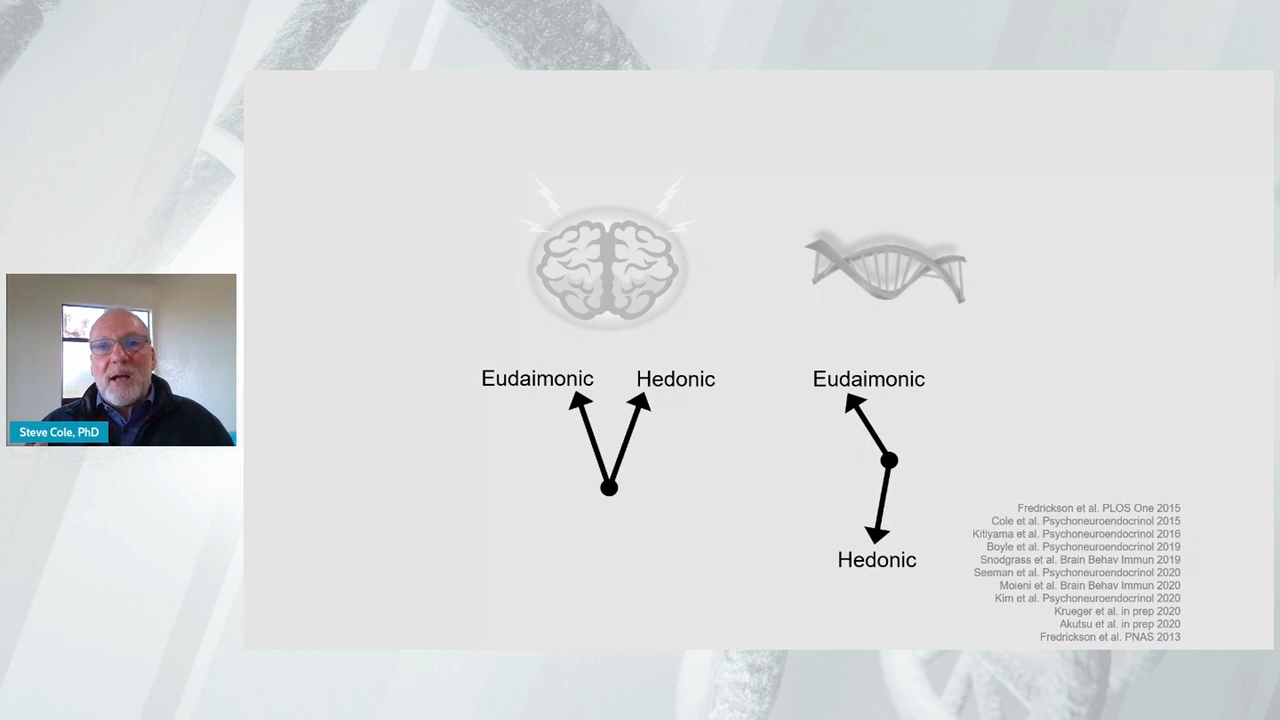 Eudaimonic Hedonic
Eudaimonic
Hedonic
Steve Cole, PhD
Fredrickson et al. PLOS One 2015
Cole et al. Psychoneuroendocrinol 2015
Kitiyama et al. Psychoneuroendocrinol 2016
Boyle et al. Psychoneuroendocrinol 2019
Snodgrass et al. Brain Behav Immun 2019
Seeman et al. Psychoneuroendocrinol 2020
Moieni et al. Brain Behav Immun 2020
Kim et al. Psychoneuroendocrinol 2020
Krueger et al. in prep 2020
Akutsu et al. in prep 2020
Fredrickson et al. PNAS 2013